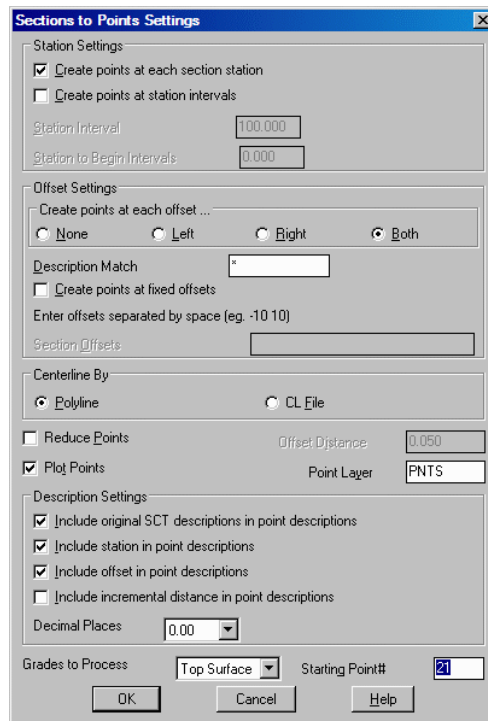 Sections to Points Settings
Station Settings
Create points at each section station
Create points at station intervals
Station Interval 100.000
Station to Begin Intervals 0.000
Offset Settings
Create points at each offset ...
None Left Right Both
Description Match *
Create points at fixed offsets
Enter offsets separated by space (eg. -10 10)
Section Offsets
Centerline By
Polyline CL File
Reduce Points Offset Distance 0.050
Plot Points Point Layer PNTS
Description Settings
Include original SCT descriptions in point descriptions
Include station in point descriptions
Include offset in point descriptions
Include incremental distance in point descriptions
Decimal Places 0.00
Grades to Process Top Surface Starting Point# 21
OK Cancel Help